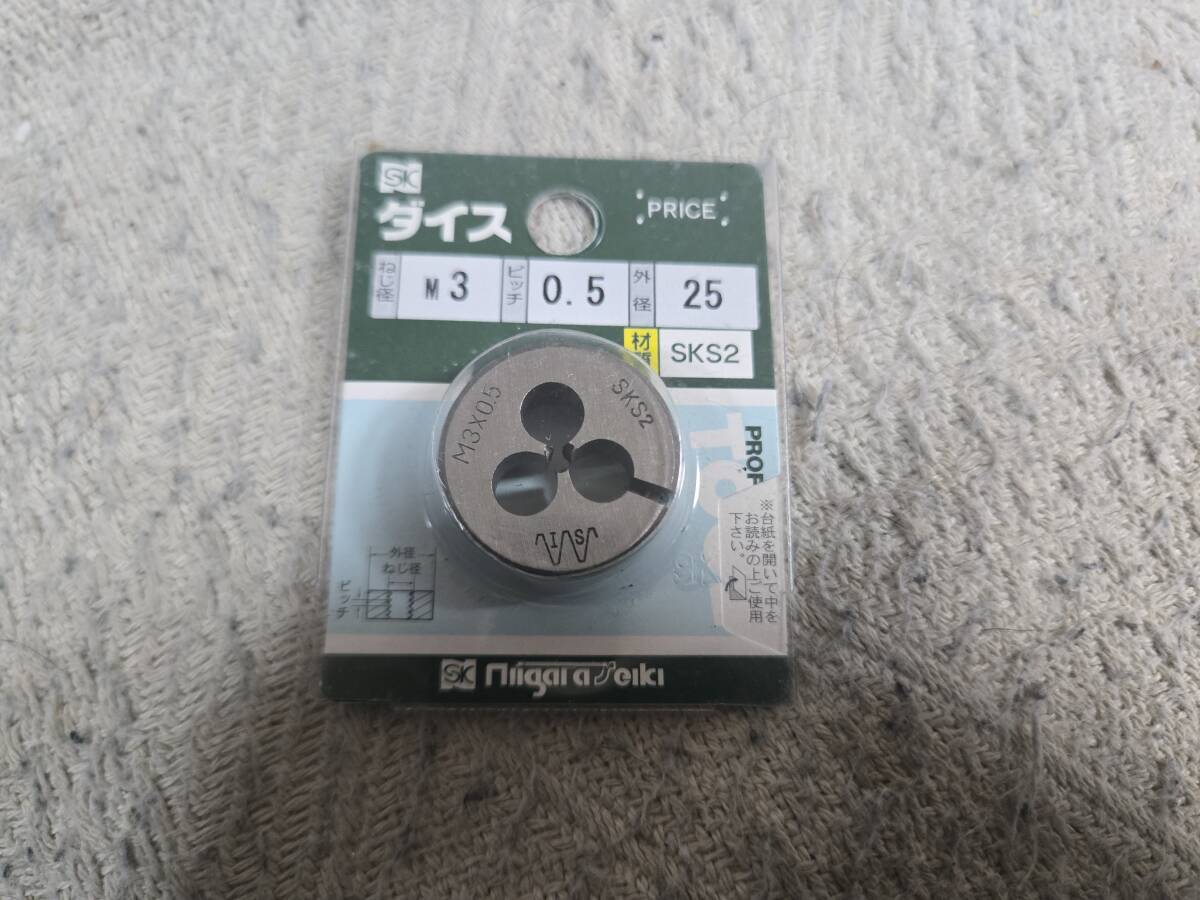 SK
ダイス
PRICE
ねじ径 M3 ピッチ 0.5 外径 25
材質 SKS2
M3X0.5
SKS2
IS
PROF
※台紙を開いて中を
お読みの上ご使用
下さい。
外径
ねじ径
ピッチ
SK Niigara Seiki